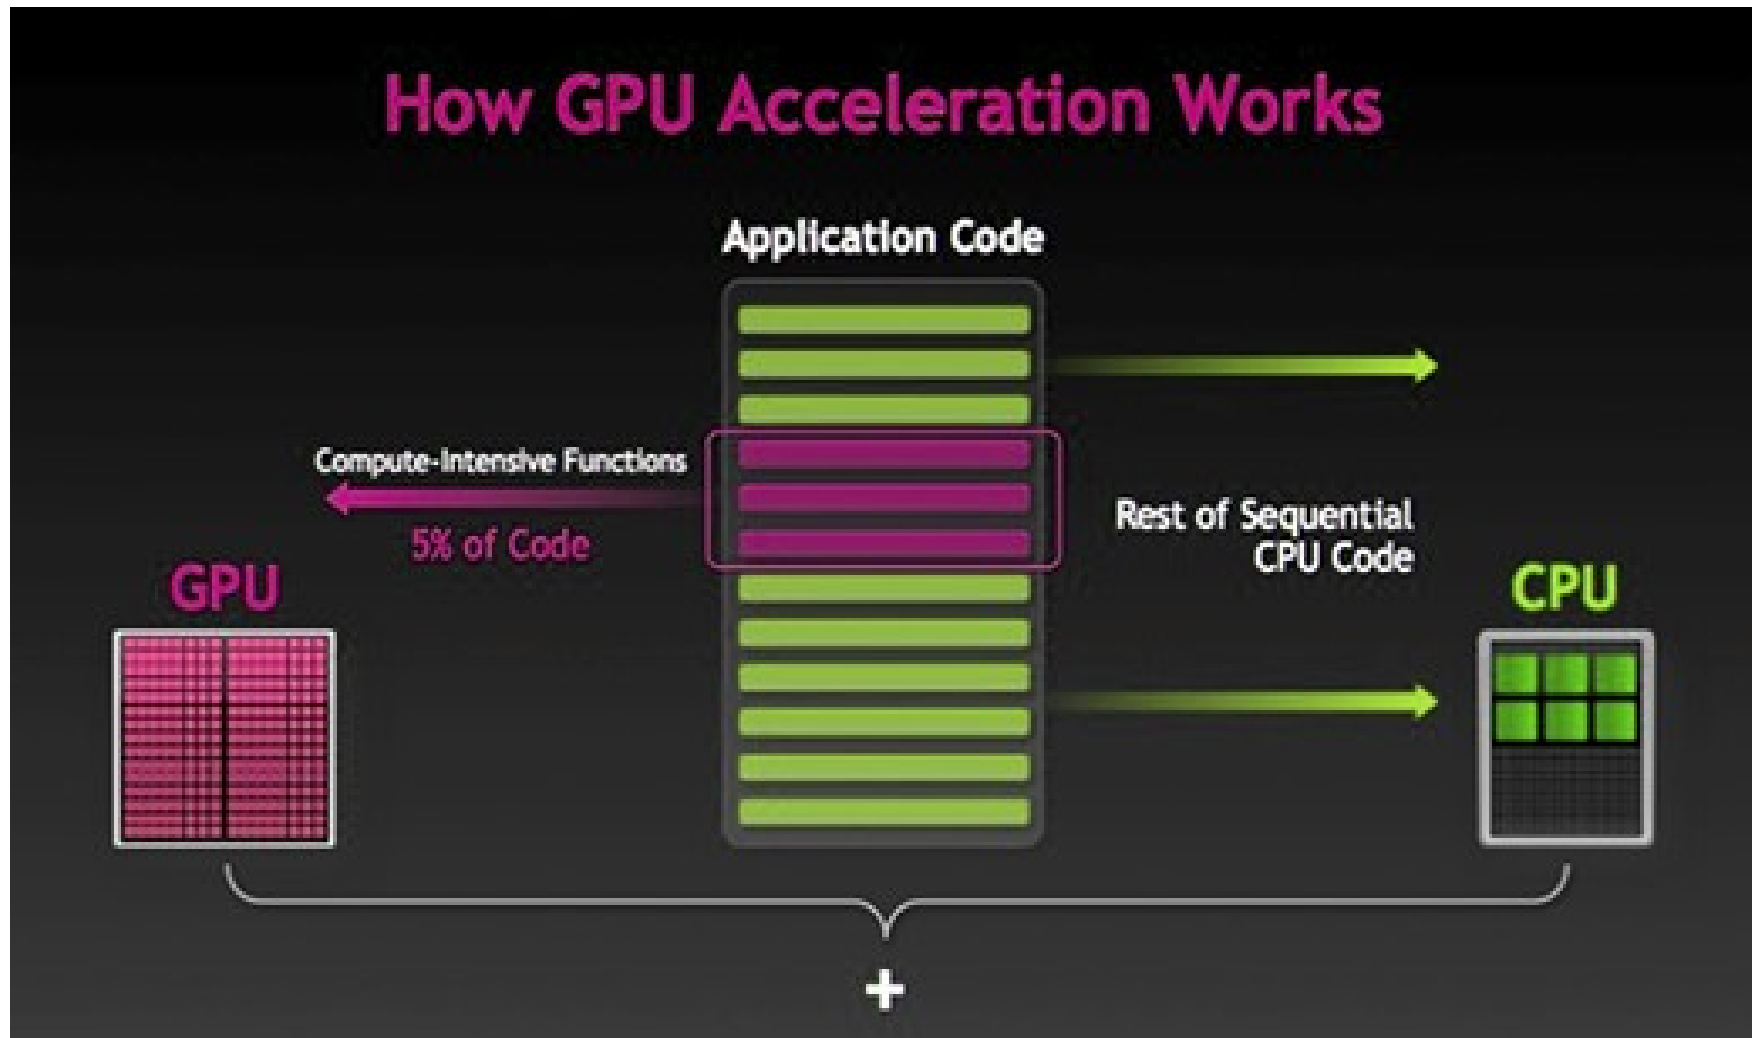 How GPU Acceleration Works
Application Code
Compute-Intensive Functions
5% of Code
Rest of Sequential
CPU Code
GPU
CPU
+